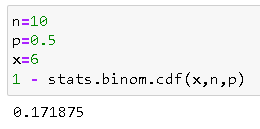 n=10
p=0.5
x=6
1 - stats.binom.cdf(x,n,p)
0.171875